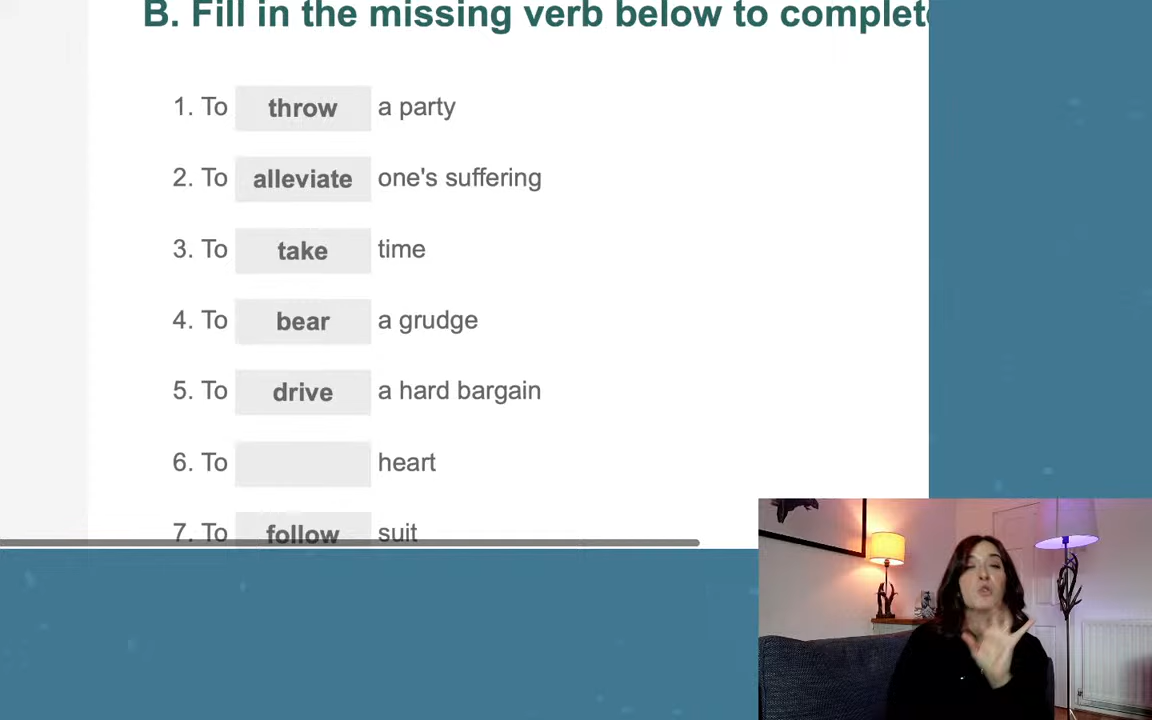 B. Fill in the missing verb below to complet
1. To throw a party
2. To alleviate one's suffering
3. To take time
4. To bear a grudge
5. To drive a hard bargain
6. To heart
7. To follow suit